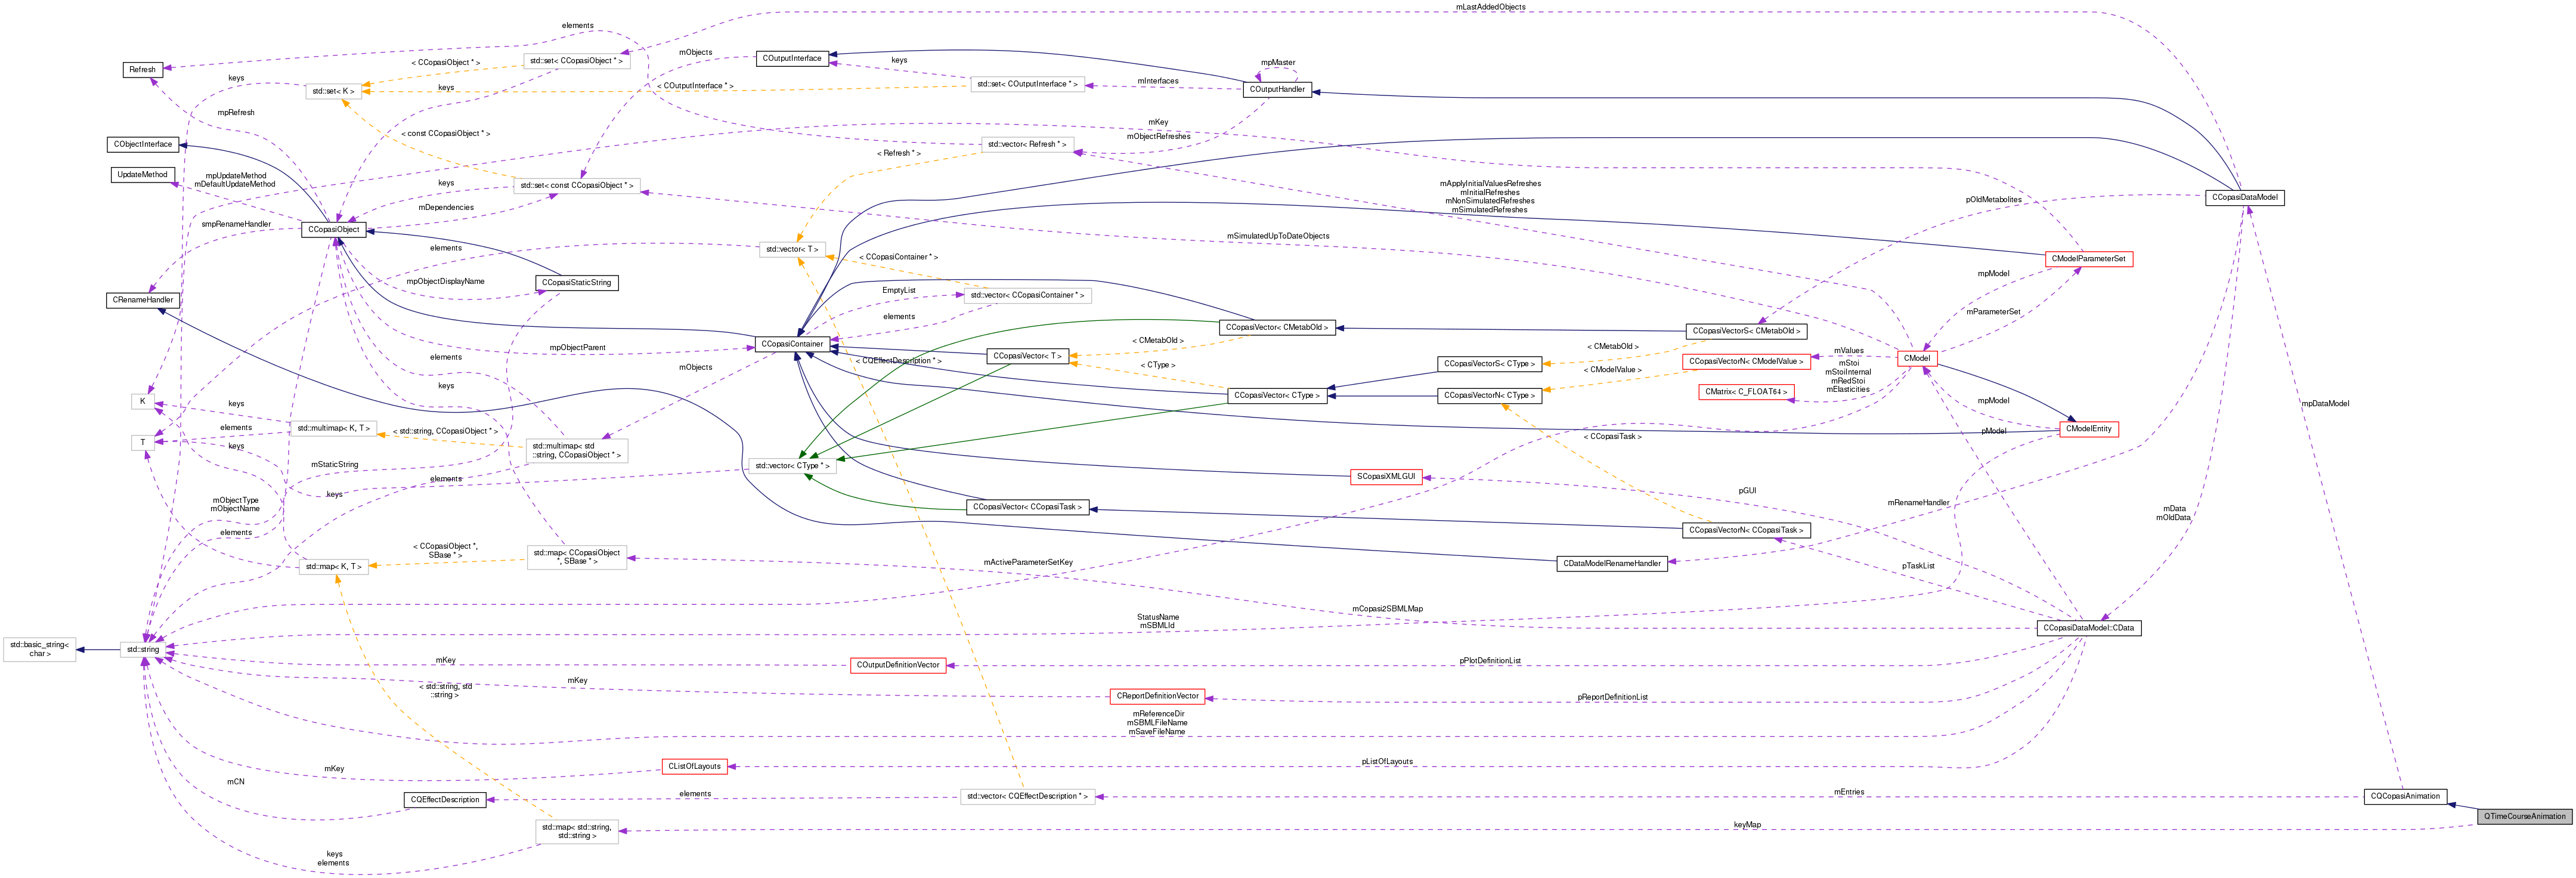 mLastAddedObjects
elements
mObjects
COutputInterface
std::set< CCopasiObject * >
< CCopasiObject * >
keys
mpMaster
Refresh
keys
mInterfaces
std::set< COutputInterface * >
< COutputInterface * >
COutputHandler
std::set< K >
keys
mpRefresh
mKey
< const CCopasiObject * >
mObjectRefreshes
CObjectInterface
std::vector< Refresh * >
< Refresh * >
UpdateMethod
mpUpdateMethod
mDefaultUpdateMethod
keys
std::set< const CCopasiObject * >
mApplyInitialValuesRefreshes
mInitialRefreshes
mNonSimulatedRefreshes
mSimulatedRefreshes
pOldMetabolites
CCopasiDataModel
mDependencies
smpRenameHandler
CCopasiObject
mSimulatedUpToDateObjects
elements
std::vector< T >
< CCopasiContainer * >
CModelParameterSet
mpModel
mpObjectDisplayName
CCopasiStaticString
EmptyList
std::vector< CCopasiContainer * >
CRenameHandler
mParameterSet
elements
CCopasiVector< CMetabOld >
CCopasiVectorS< CMetabOld >
CCopasiContainer
mpObjectParent
< CMetabOld >
< CMetabOld >
elements
CCopasiVector< T >
mValues
CModel
< CQEffectDescription * >
< CType >
CCopasiVectorS< CType >
CCopasiVectorN< CModelValue >
mStoi
mStoiInternal
mRedStoi
mElasticities
mObjects
< CModelValue >
keys
CCopasiVector< CType >
CCopasiVectorN< CType >
CMatrix< C_FLOAT64 >
K
keys
mpModel
mpDataModel
elements
std::multimap< K, T >
< std::string, CCopasiObject * >
CModelEntity
pModel
< CCopasiTask >
T
keys
std::multimap< std
::string, CCopasiObject * >
mStaticString
std::vector< CType * >
elements
SCopasiXMLGUI
pGUI
keys
mObjectType
mObjectName
CCopasiVector< CCopasiTask >
mRenameHandler
mData
mOldData
elements
CCopasiVectorN< CCopasiTask >
< CCopasiObject *,
SBase * >
std::map< CCopasiObject
*, SBase * >
std::map< K, T >
mActiveParameterSetKey
CDataModelRenameHandler
pTaskList
mCopasi2SBMLMap
StatusName
mSBMLId
CCopasiDataModel::CData
std::basic_string<
char >
std::string
mKey
COutputDefinitionVector
pPlotDefinitionList
< std::string, std
::string >
mKey
CReportDefinitionVector
pReportDefinitionList
mReferenceDir
mSBMLFileName
mSaveFileName
mKey
CListOfLayouts
pListOfLayouts
mCN
CQEffectDescription
elements
std::vector< CQEffectDescription * >
mEntries
CQCopasiAnimation
QTimeCourseAnimation
std::map< std::string,
std::string >
keyMap
keys
elements